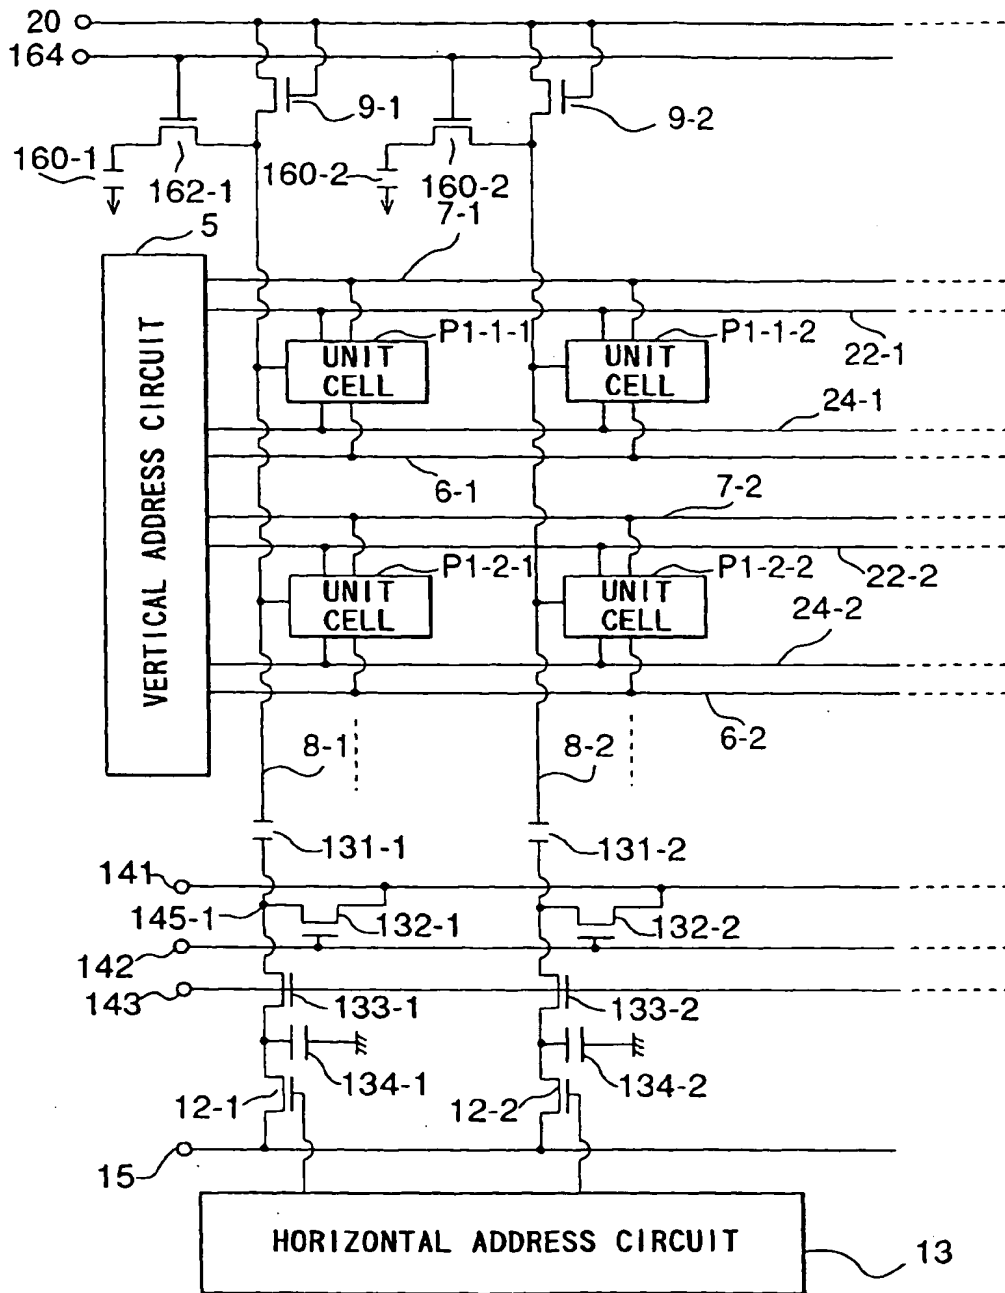 20
164
9-1
9-2
160-1
162-1
160-2
160-2
5
7-1
VERTICAL ADDRESS CIRCUIT
P1-1-1
P1-1-2
UNIT
CELL
UNIT
CELL
22-1
24-1
6-1
7-2
P1-2-1
P1-2-2
UNIT
CELL
UNIT
CELL
22-2
24-2
6-2
8-1
8-2
131-1
131-2
141
145-1
132-1
132-2
142
143
133-1
133-2
134-1
134-2
12-1
12-2
15
HORIZONTAL ADDRESS CIRCUIT
13